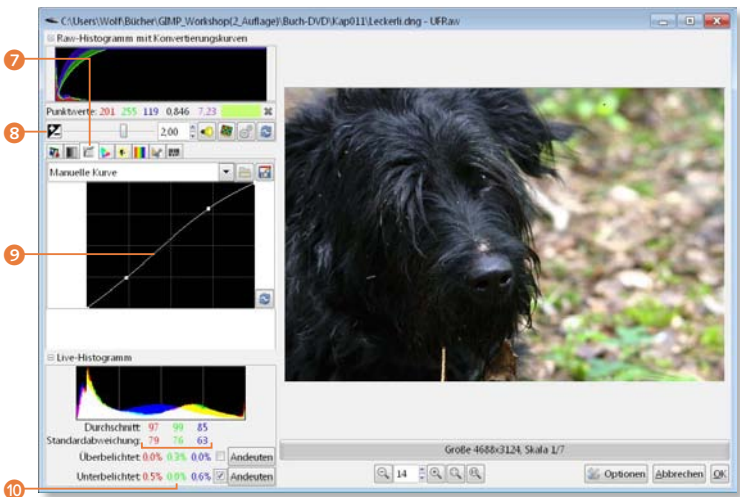 C:\Users\Wolf\Bücher\GIMP_Workshop(2_Auflage)\Buch-DVD\Kap011\Leckerli.dng - UFRaw
Raw-Histogramm mit Konvertierungskurven
7
Punktwerte: 201 255 119 0,846 7,23
8
2,00
Manuelle Kurve
9
Live-Histogramm
Durchschnitt: 97 99 85
Standardabweichung: 79 76 63
Überbelichtet: 0.0% 0.3% 0.0% Andeuten
Unterbelichtet: 0.5% 0.0% 0.6% Andeuten
10
Größe 4688x3124, Skala 1/7
14
Optionen Abbrechen OK